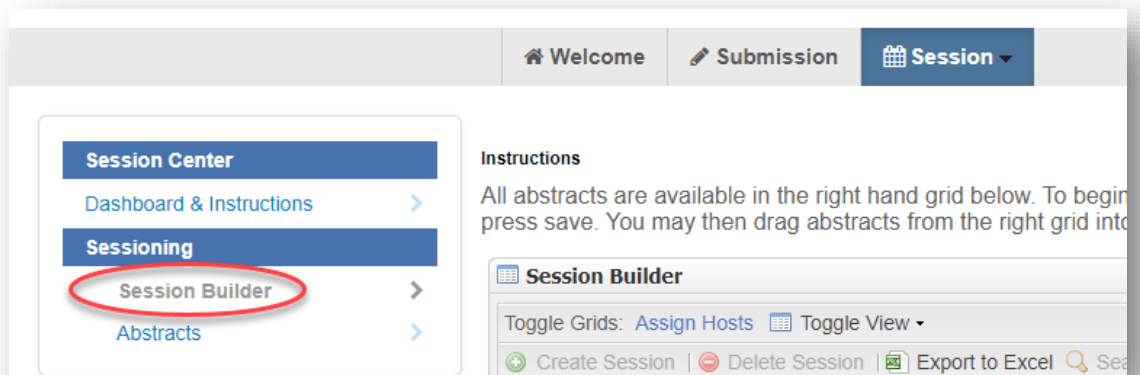 Welcome Submission Session
Session Center
Dashboard & Instructions
Sessioning
Session Builder
Abstracts
Instructions
All abstracts are available in the right hand grid below. To begin
press save. You may then drag abstracts from the right grid into
Session Builder
Toggle Grids: Assign Hosts Toggle View
Create Session | Delete Session | Export to Excel